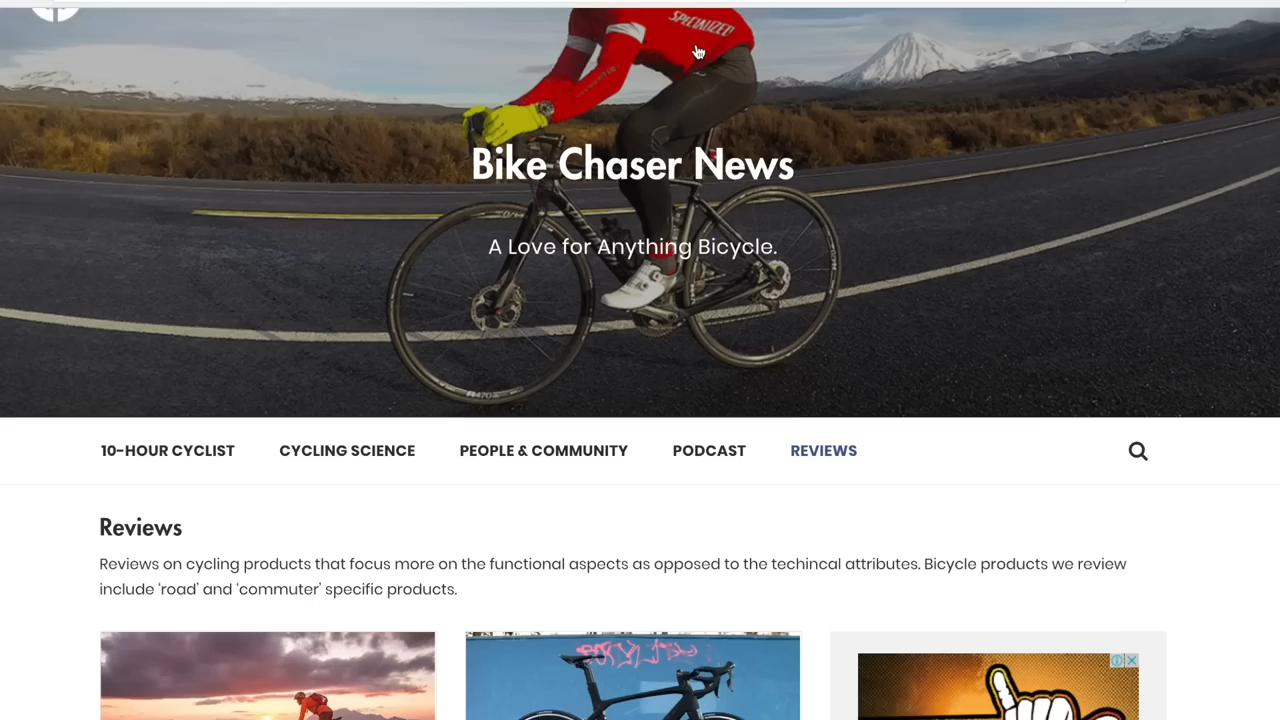 SPECIALIZED
Bike Chaser News
A Love for Anything Bicycle.
10-HOUR CYCLIST CYCLING SCIENCE PEOPLE & COMMUNITY PODCAST REVIEWS
Reviews
Reviews on cycling products that focus more on the functional aspects as opposed to the techincal attributes. Bicycle products we review
include ‘road’ and ‘commuter’ specific products.